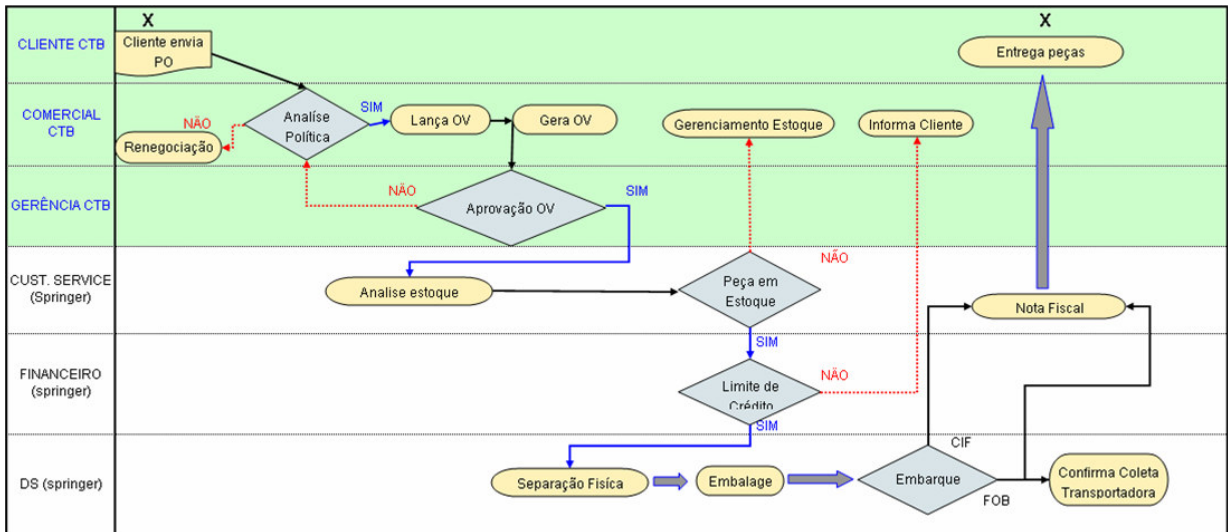 X
X
CLIENTE CTB
Cliente envia
PO
Entrega peças
COMERCIAL
CTB
NÃO
Analíse
Política
SIM
Lança OV
Gera OV
Gerenciamento Estoque
Informa Cliente
Renegociação
GERÊNCIA CTB
NÃO
Aprovação OV
SIM
CUST. SERVICE
(Springer)
Analise estoque
Peça em
Estoque
NÃO
Nota Fiscal
SIM
FINANCEIRO
(springer)
Limite de
Crédito
NÃO
SIM
DS (springer)
Separação Fisíca
Embalage
Embarque
CIF
FOB
Confirma Coleta
Transportadora